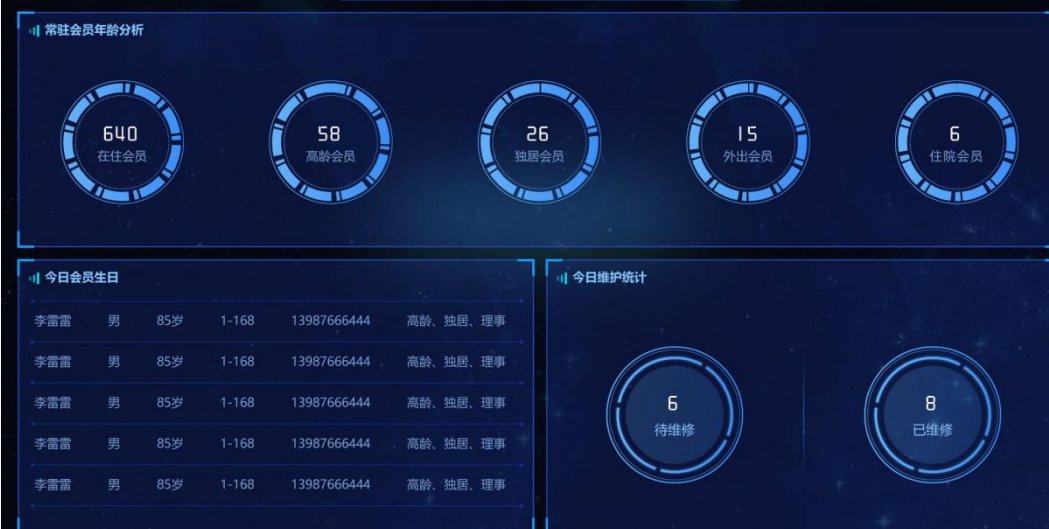 常驻会员年龄分析
640 58 26 15 6
在住会员 高龄会员 独居会员 外出会员 住院会员
今日会员生日
李雷雷 男 85岁 1-168 13987666444 高龄、独居、理事
李雷雷 男 85岁 1-168 13987666444 高龄、独居、理事
李雷雷 男 85岁 1-168 13987666444 高龄、独居、理事
李雷雷 男 85岁 1-168 13987666444 高龄、独居、理事
李雷雷 男 85岁 1-168 13987666444 高龄、独居、理事
今日维护统计
6 8
待维修 已维修